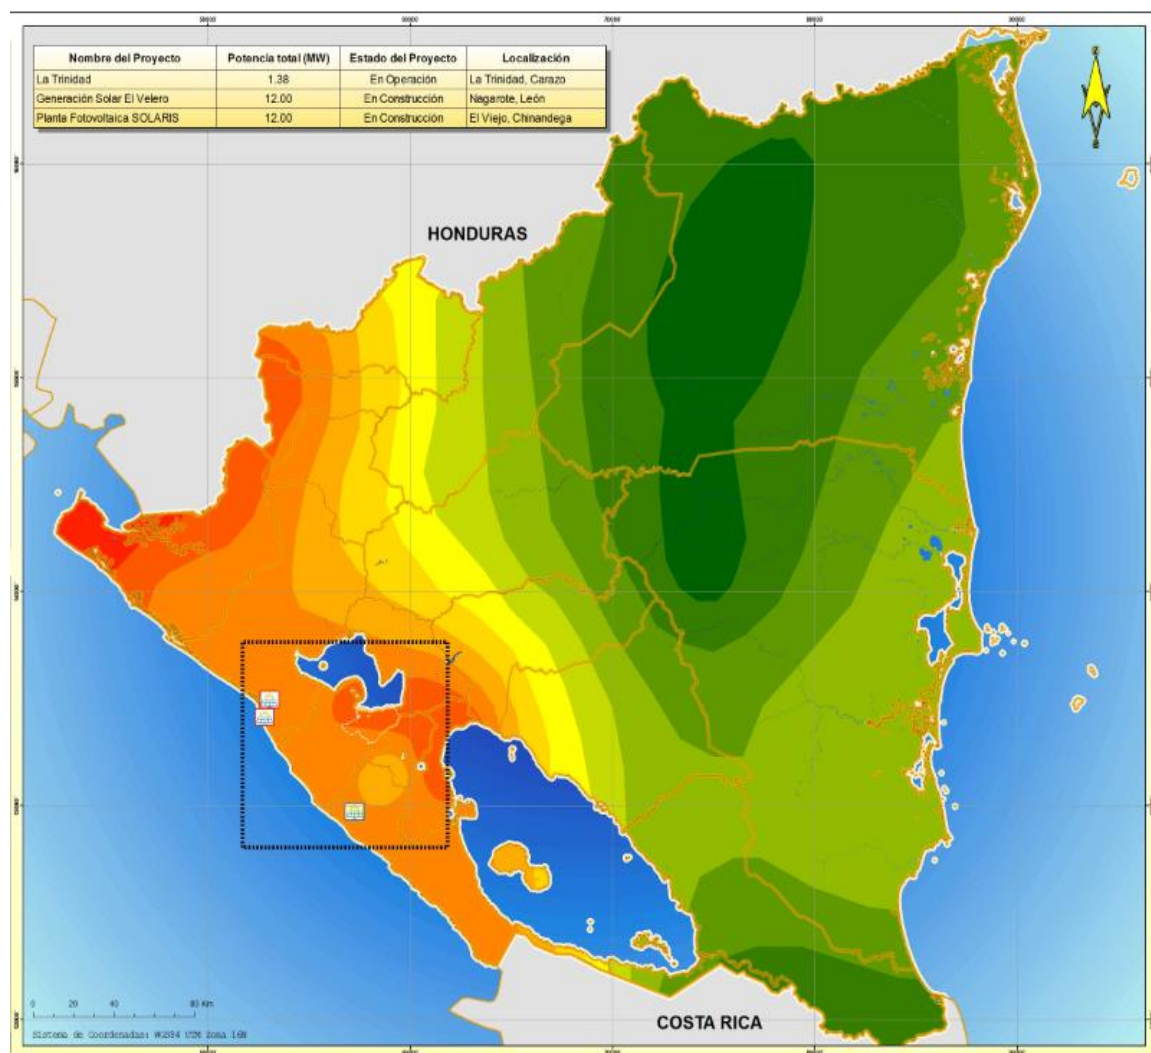 Nombre del Proyecto Potencia total (MW) Estado del Proyecto Localización
La Trinidad 1.38 En Operación La Trinidad, Carazo
Generación Solar El Velero 12.00 En Construcción Nagarote, León
Planta Fotovoltaica SOLARIS 12.00 En Construcción El Viejo, Chinandega
HONDURAS
0 20 40 80 Km
Sistema de Coordenadas: WGS84 UTM Zona 16N
COSTA RICA